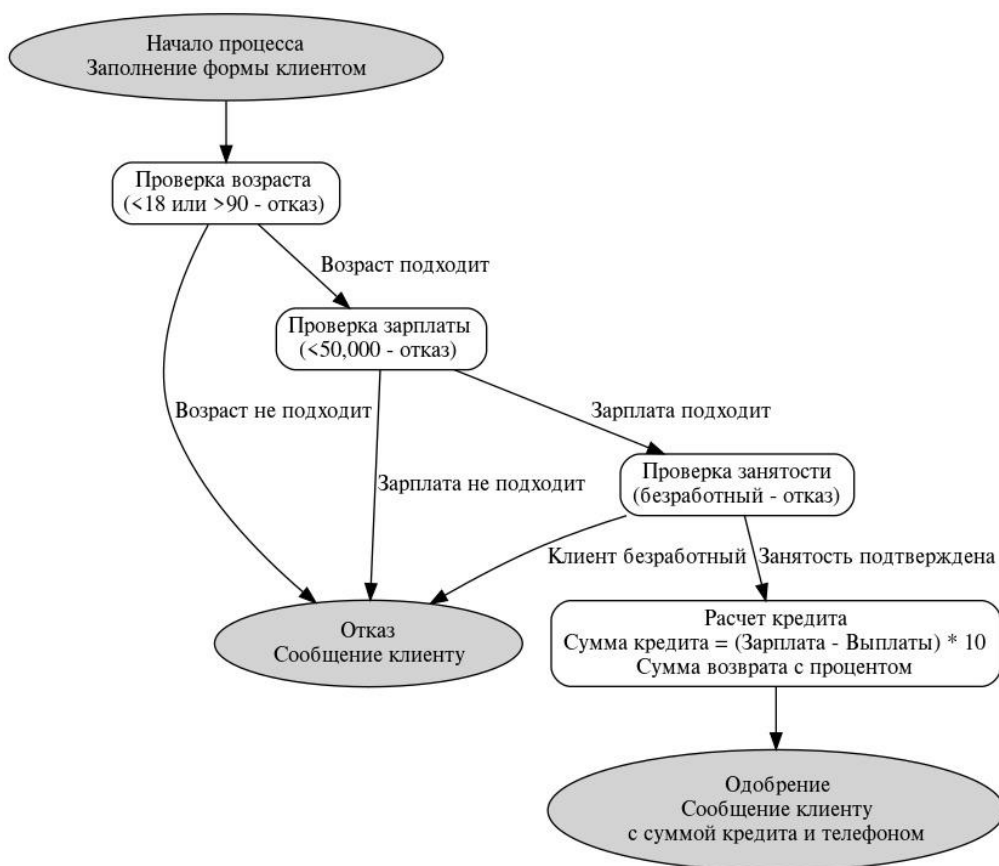 Начало процесса
Заполнение формы клиентом
Проверка возраста
(<18 или >90 - отказ)
Возраст подходит
Проверка зарплаты
(<50,000 - отказ)
Возраст не подходит
Зарплата подходит
Зарплата не подходит
Проверка занятости
(безработный - отказ)
Клиент безработный
Занятость подтверждена
Отказ
Сообщение клиенту
Расчет кредита
Сумма кредита = (Зарплата - Выплаты) * 10
Сумма возврата с процентом
Одобрение
Сообщение клиенту
с суммой кредита и телефоном